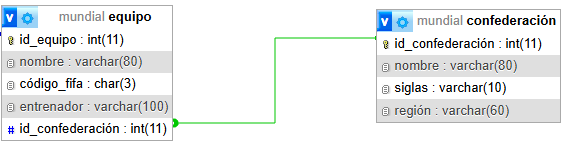 mundial equipo
id_equipo : int(11)
nombre : varchar(80)
código_fifa : char(3)
entrenador : varchar(100)
# id_confederación : int(11)
mundial confederación
id_confederación : int(11)
nombre : varchar(80)
siglas : varchar(10)
región : varchar(60)